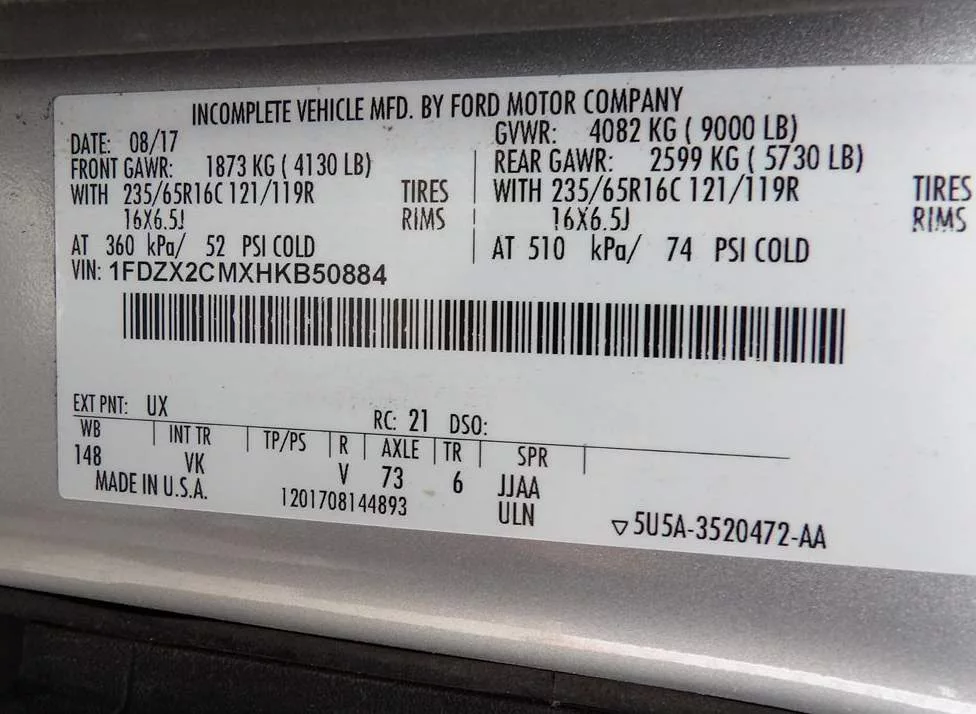 INCOMPLETE VEHICLE MFD. BY FORD MOTOR COMPANY
DATE: 08/17 GVWR: 4082 KG ( 9000 LB)
FRONT GAWR: 1873 KG ( 4130 LB) REAR GAWR: 2599 KG ( 5730 LB)
WITH 235/65R16C 121/119R TIRES WITH 235/65R16C 121/119R TIRES
16X6.5J RIMS 16X6.5J RIMS
AT 360 kPa/ 52 PSI COLD AT 510 kPa/ 74 PSI COLD
VIN: 1FDZX2CMXHKB50884
EXT PNT: UX RC: 21 DSO:
WB INT TR TP/PS R AXLE TR SPR
148 VK V 73 6 JJAA
MADE IN U.S.A. 1201708144893 ULN ▽5U5A-3520472-AA